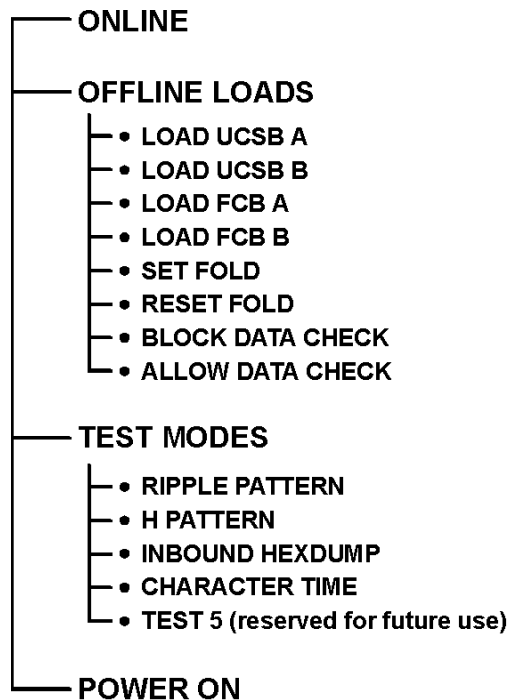 ONLINE
OFFLINE LOADS
• LOAD UCSB A
• LOAD UCSB B
• LOAD FCB A
• LOAD FCB B
• SET FOLD
• RESET FOLD
• BLOCK DATA CHECK
• ALLOW DATA CHECK
TEST MODES
• RIPPLE PATTERN
• H PATTERN
• INBOUND HEXDUMP
• CHARACTER TIME
• TEST 5 (reserved for future use)
POWER ON